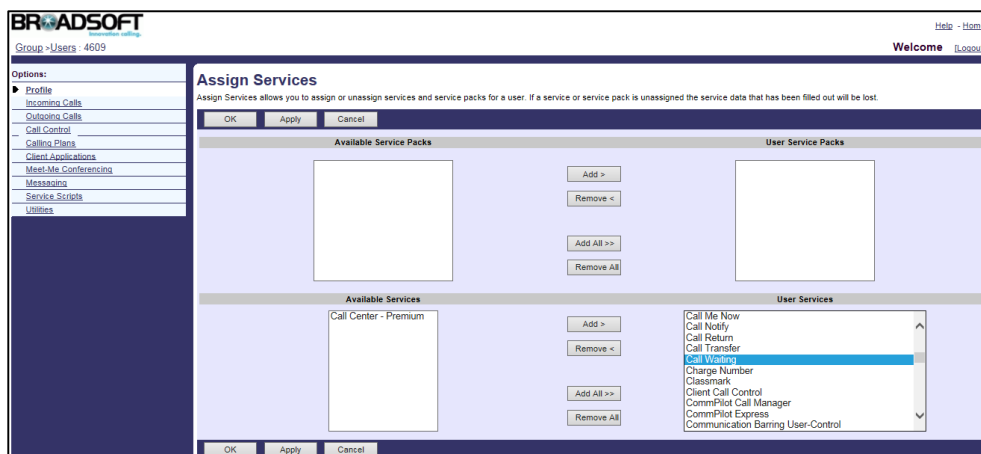 BROADSOFT
innovation calling.
Help - Hom
Group >Users : 4609
Welcome [Logou
Options:
Profile
Incoming Calls
Outgoing Calls
Call Control
Calling Plans
Client Applications
Meet-Me Conferencing
Messaging
Service Scripts
Utilities
Assign Services
Assign Services allows you to assign or unassign services and service packs for a user. If a service or service pack is unassigned the service data that has been filled out will be lost.
OK Apply Cancel
Available Service Packs User Service Packs
Add >
Remove <
Add All >>
Remove All
Available Services User Services
Call Center - Premium
Add >
Remove <
Add All >>
Remove All
Call Me Now
Call Notify
Call Return
Call Transfer
Call Waiting
Charge Number
Classmark
Client Call Control
CommPilot Call Manager
CommPilot Express
Communication Barring User-Control
OK Apply Cancel